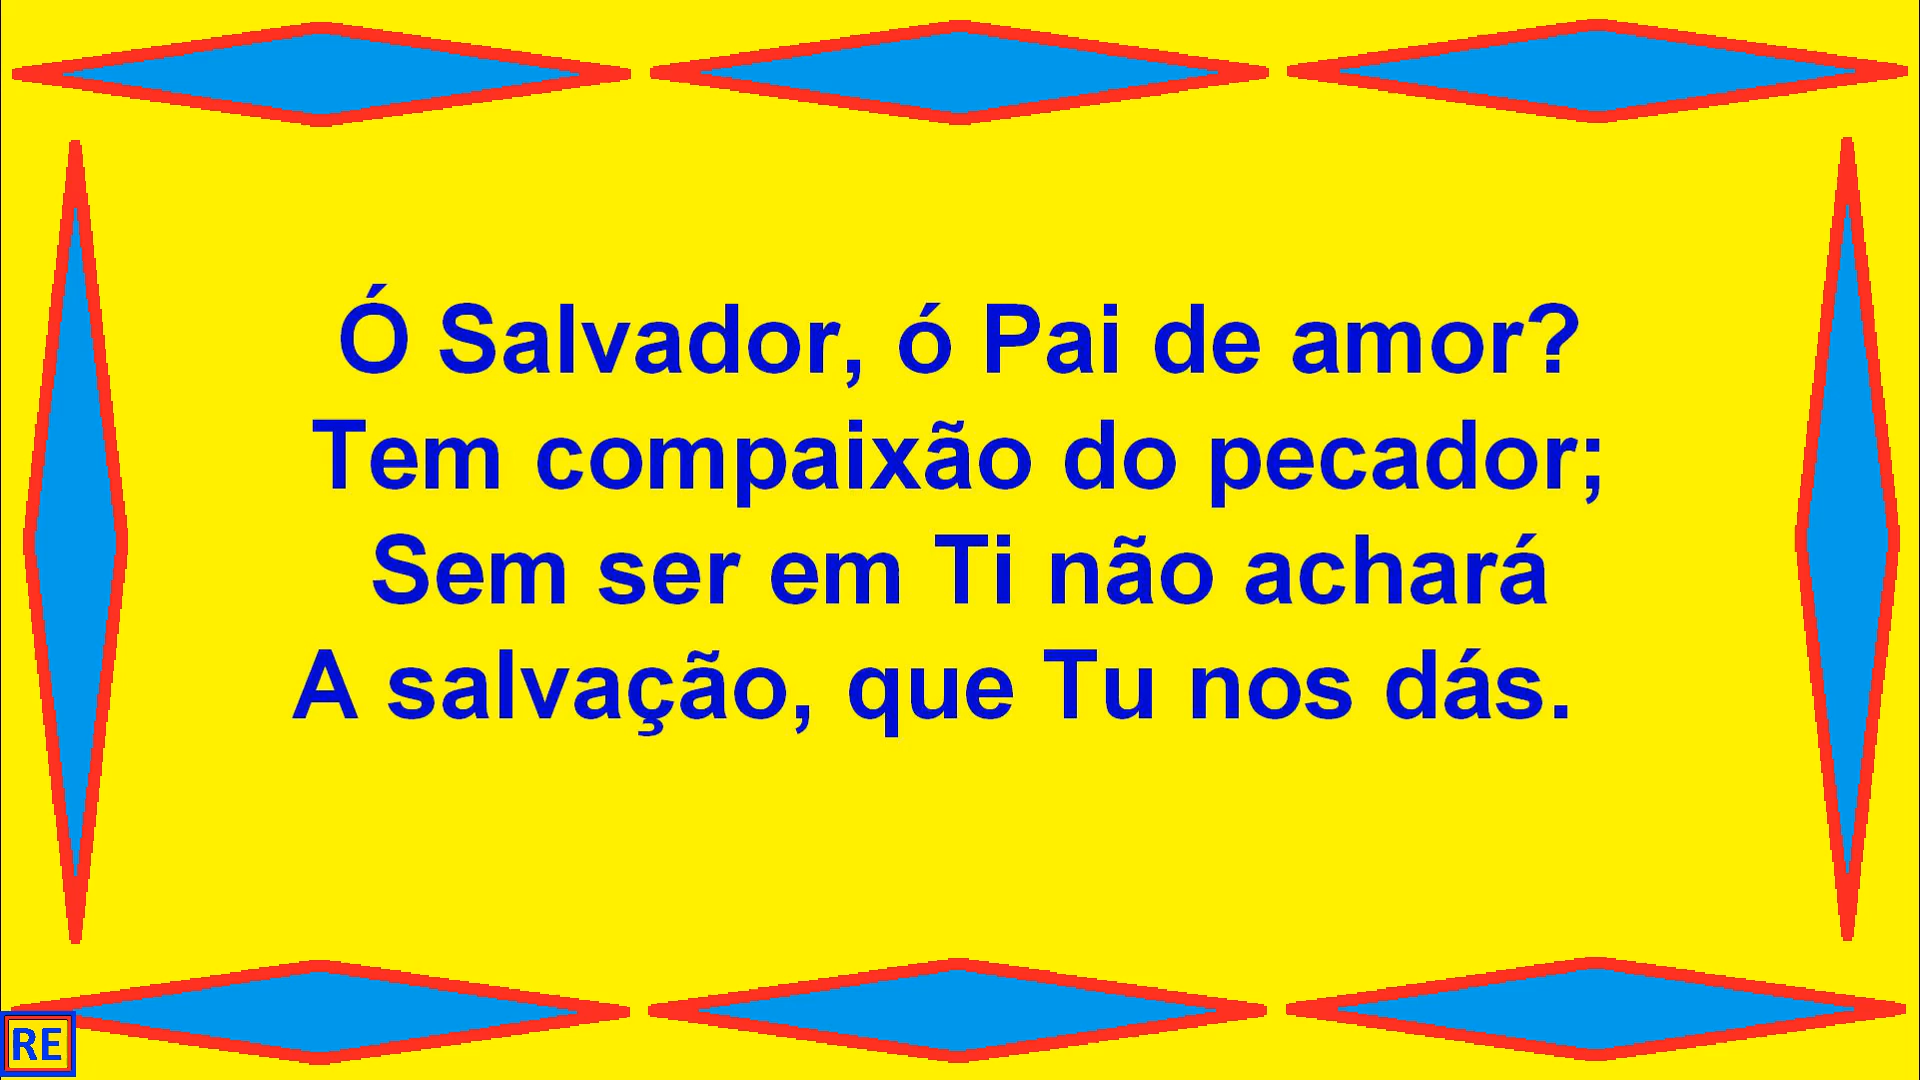 Ó Salvador, ó Pai de amor?
Tem compaixão do pecador;
Sem ser em Ti não achará
A salvação, que Tu nos dás.
RE